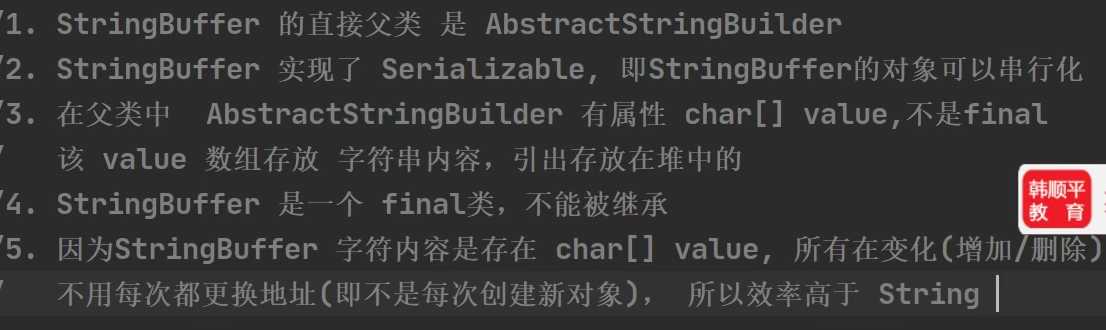 /1. StringBuffer 的直接父类 是 AbstractStringBuilder
/2. StringBuffer 实现了 Serializable, 即StringBuffer的对象可以串行化
/3. 在父类中 AbstractStringBuilder 有属性 char[] value,不是final
/ 该 value 数组存放 字符串内容，引出存放在堆中的
韩顺平
教 育
/4. StringBuffer 是一个 final类，不能被继承
/5. 因为StringBuffer 字符内容是存在 char[] value, 所有在变化(增加/删除)
/ 不用每次都更换地址(即不是每次创建新对象)， 所以效率高于 String